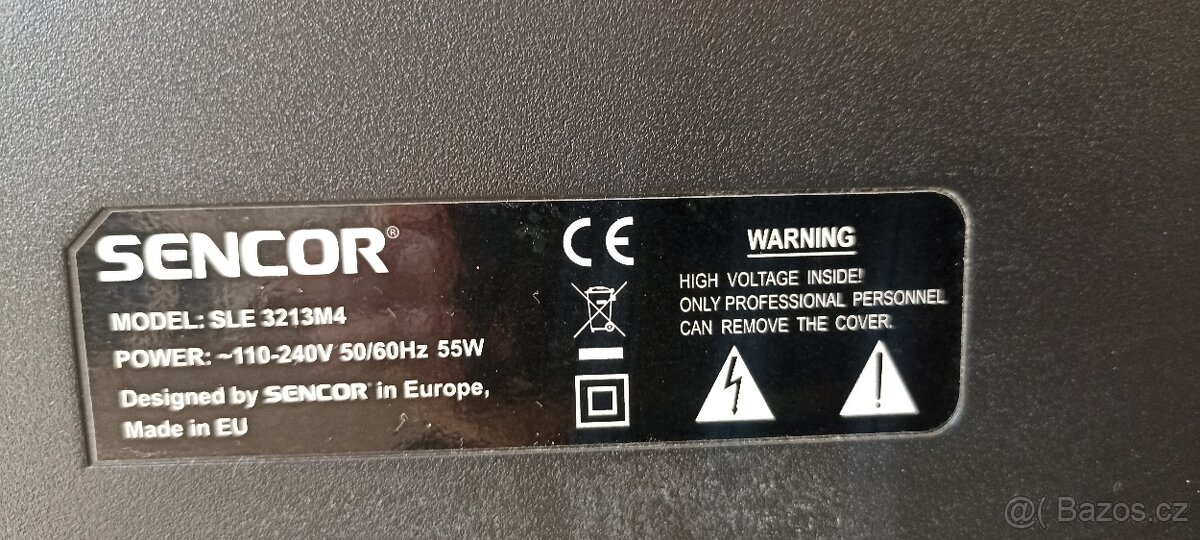 SENCOR®
MODEL: SLE 3213M4
POWER: ~110-240V 50/60Hz 55W
Designed by SENCOR® in Europe,
Made in EU
CE
WARNING
HIGH VOLTAGE INSIDE!
ONLY PROFESSIONAL PERSONNEL
CAN REMOVE THE COVER.
@( Bazos.cz